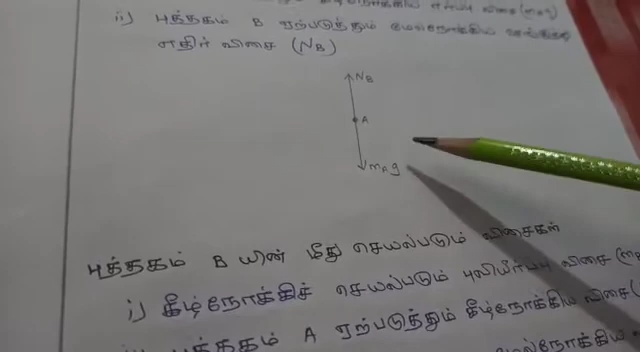 ii) புத்தகம் B ஏற்படுத்தும் மேல்நோக்கிய
எதிர் விசை (NB)
NB
A
mAg
புத்தகம் B யின் மீது செயல்படும் விசைகள்
i) கீழ்நோக்கிச் செயல்படும் புவியீர்ப்பு விசை (m
புத்தகம் A ஏற்படுத்தும் கீழ்நோக்கிய விசை (